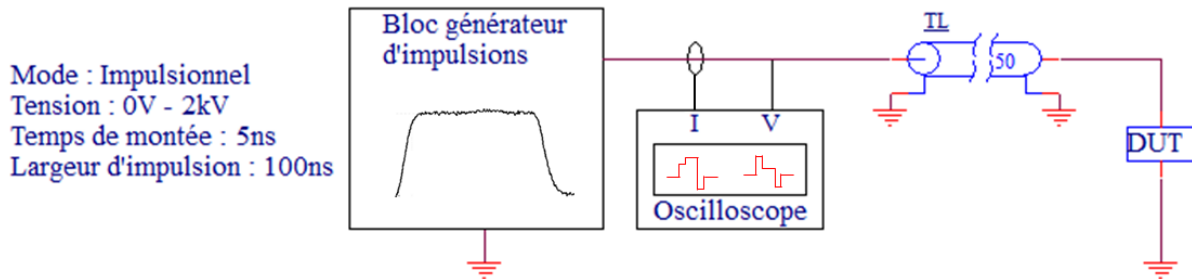 Mode : Impulsionnel
Tension : 0V - 2kV
Temps de montée : 5ns
Largeur d'impulsion : 100ns
Bloc générateur
d'impulsions
I V
Oscilloscope
TL
50
DUT